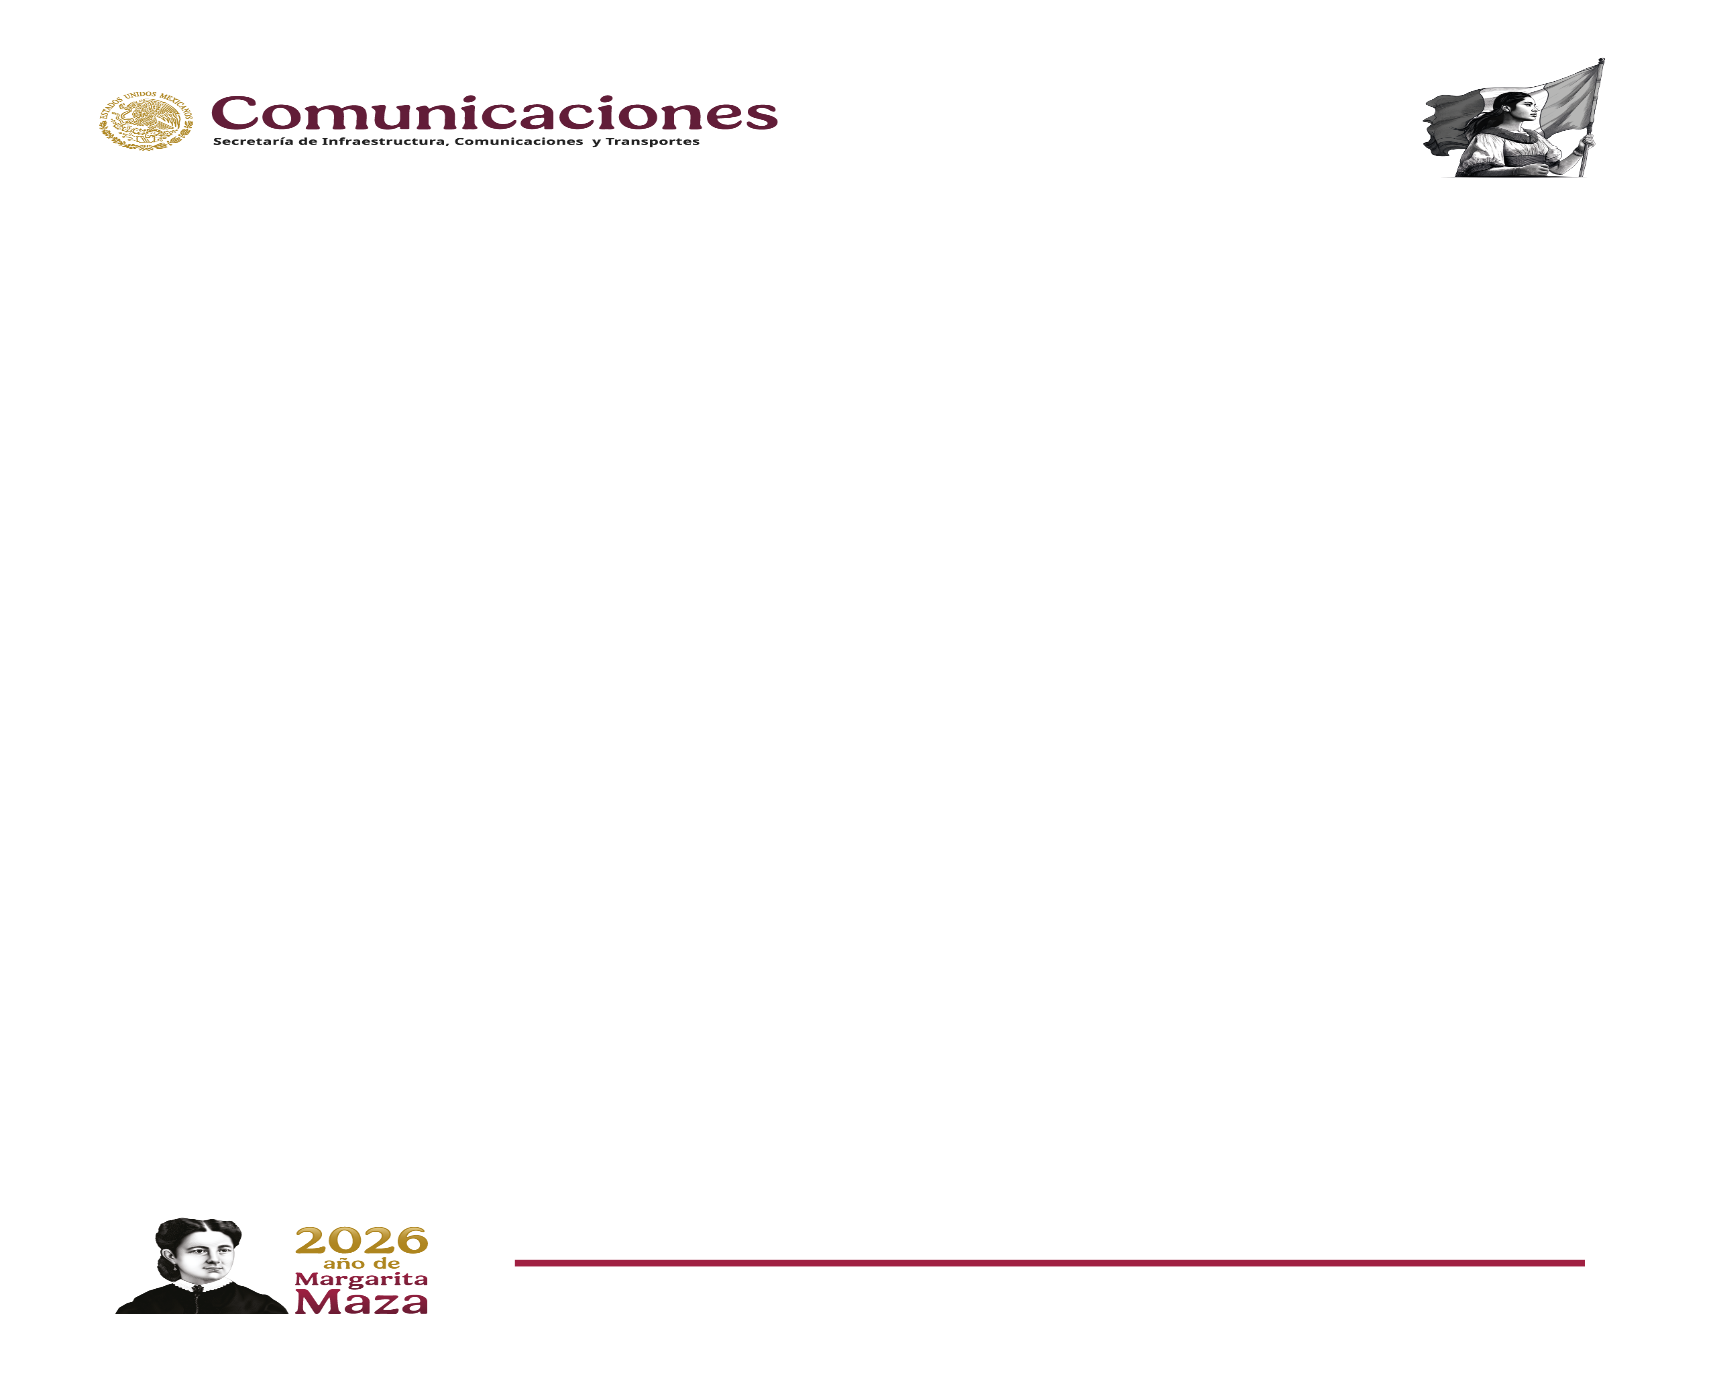 ESTADOS UNIDOS MEXICANOS
Comunicaciones
Secretaría de Infraestructura, Comunicaciones y Transportes
2026
año de
Margarita
Maza